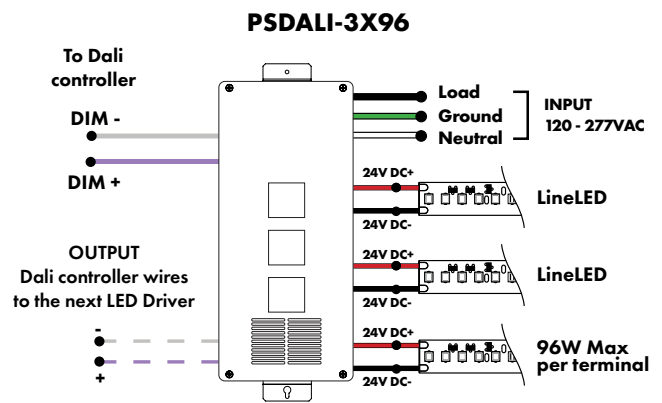 PSDALI-3X96
To Dali
controller
DIM -
DIM +
OUTPUT
Dali controller wires
to the next LED Driver
-
+
Load
Ground
Neutral
INPUT
120 - 277VAC
24V DC+
24V DC-
LineLED
24V DC+
24V DC-
LineLED
24V DC+
24V DC-
96W Max
per terminal